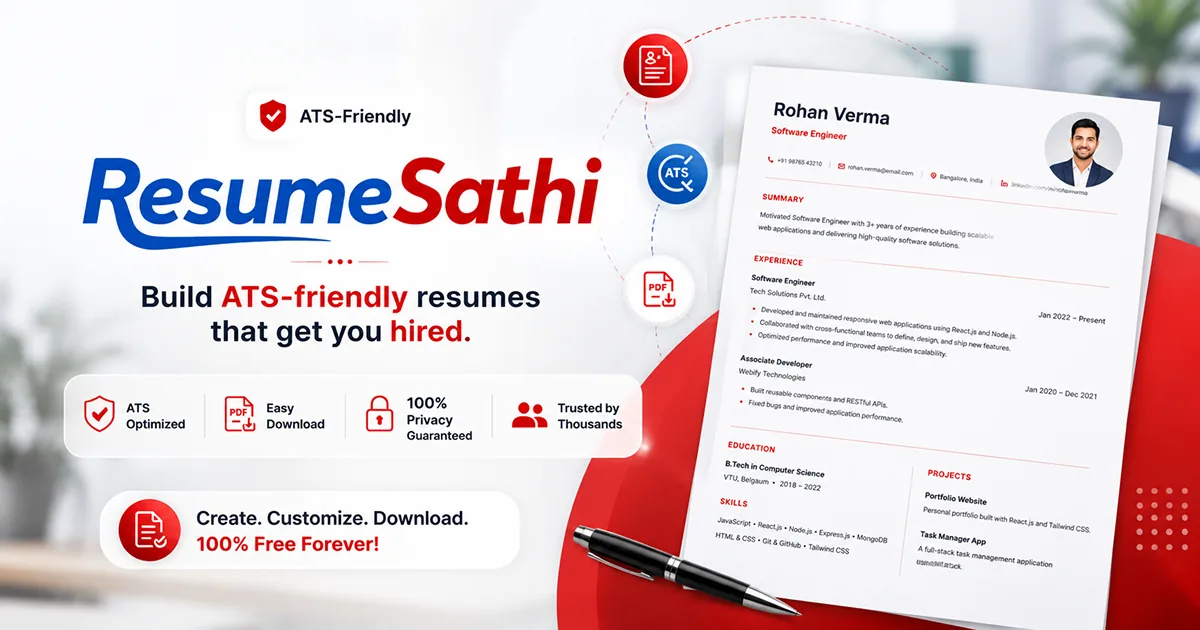 ATS-Friendly
ResumeSathi
Build ATS-friendly resumes
that get you hired.
ATS
Optimized
PDF
Easy
Download
100%
Privacy
Guaranteed
Trusted by
Thousands
Create. Customize. Download.
100% Free Forever!
ATS
PDF
Rohan Verma
Software Engineer
+91 98765 43210
rohan.verma@email.com
Bangalore, India
SUMMARY
Motivated Software Engineer with 3+ years of experience building scalable
web applications and delivering high-quality software solutions.
EXPERIENCE
Software Engineer
Tech Solutions Pvt. Ltd.
Jan 2022 – Present
• Developed and maintained responsive web applications using React.js and Node.js.
• Collaborated with cross-functional teams to define, design, and ship new features.
• Optimized performance and improved application scalability.
Associate Developer
Webify Technologies
Jan 2020 – Dec 2021
• Built reusable components and RESTful APIs.
• Fixed bugs and improved application performance.
EDUCATION
B.Tech in Computer Science
VTU, Belgaum • 2018 – 2022
SKILLS
JavaScript • React.js • Node.js • Express.js • MongoDB
HTML & CSS • Git & GitHub • Tailwind CSS
PROJECTS
Portfolio Website
Personal portfolio built with React.js and Tailwind CSS.
Task Manager App
A full-stack task management application